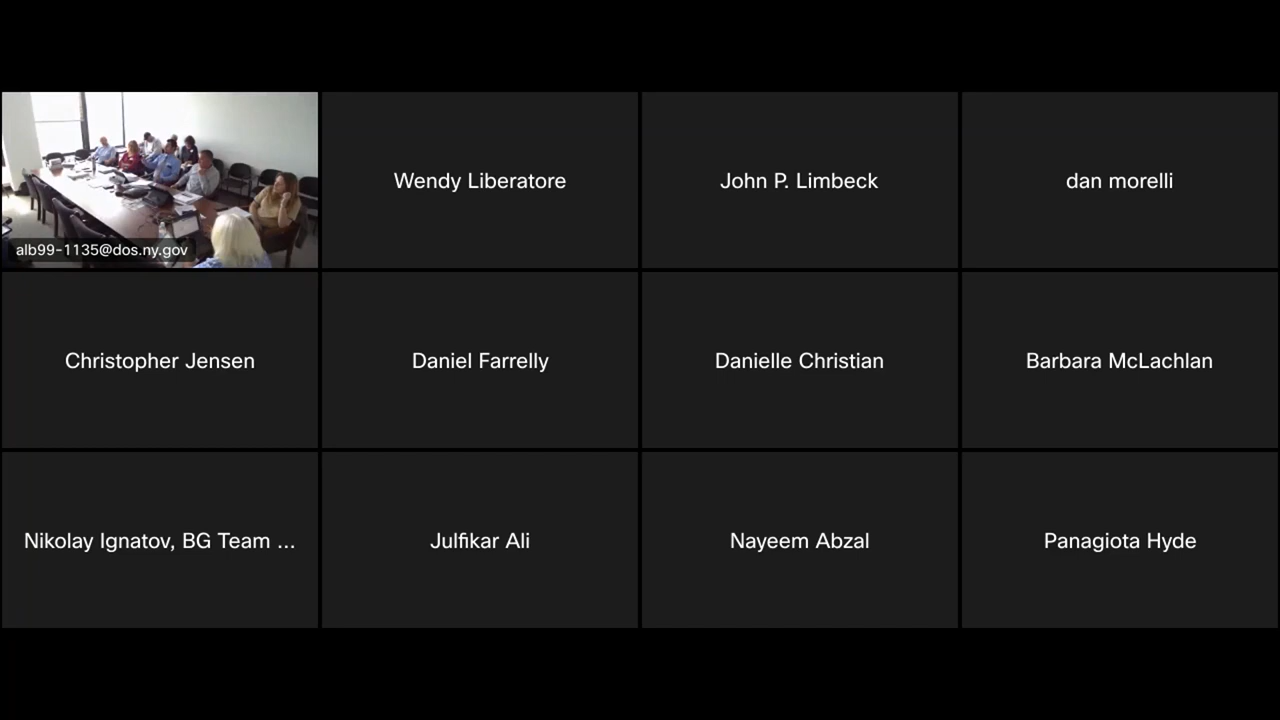 alb99-1135@dos.ny.gov
Wendy Liberatore
John P. Limbeck
dan morelli
Christopher Jensen
Daniel Farrelly
Danielle Christian
Barbara McLachlan
Nikolay Ignatov, BG Team ...
Julfikar Ali
Nayeem Abzal
Panagiota Hyde